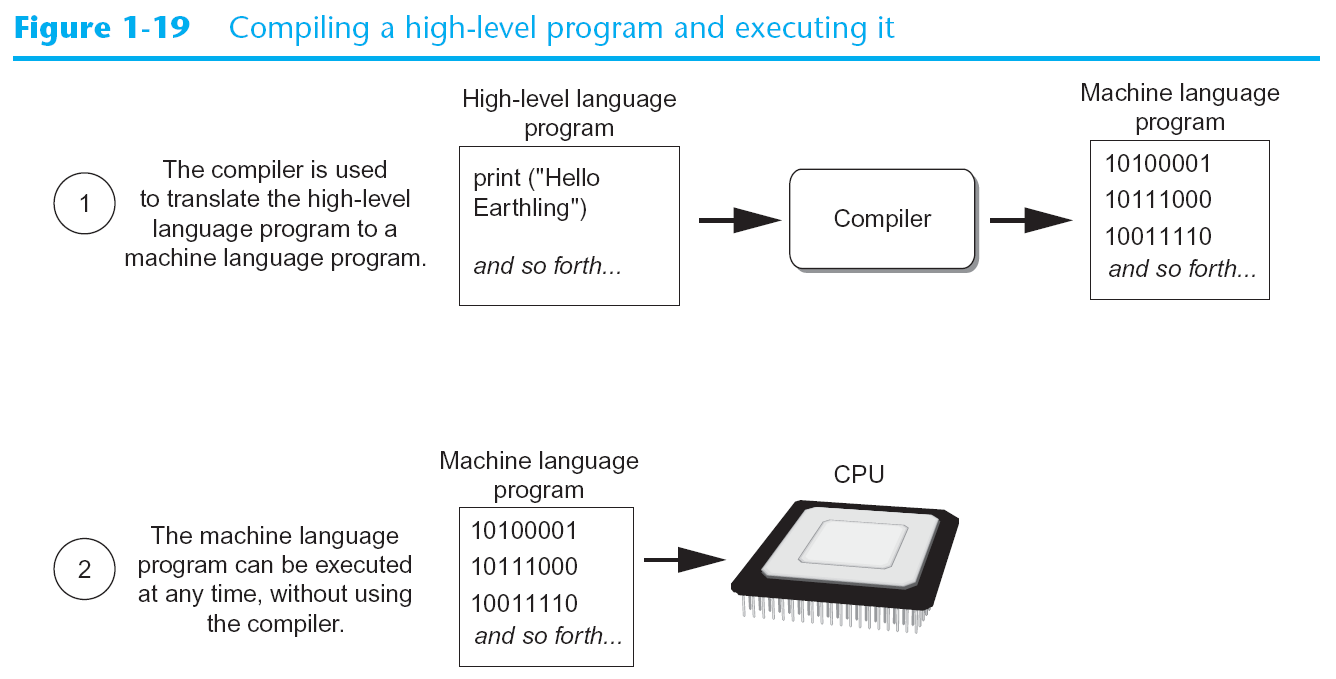 Figure 1-19 Compiling a high-level program and executing it
High-level language
program
Machine language
program
1
The compiler is used
to translate the high-level
language program to a
machine language program.
print ("Hello
Earthling")
and so forth...
Compiler
10100001
10111000
10011110
and so forth...
Machine language
program
CPU
2
The machine language
program can be executed
at any time, without using
the compiler.
10100001
10111000
10011110
and so forth...